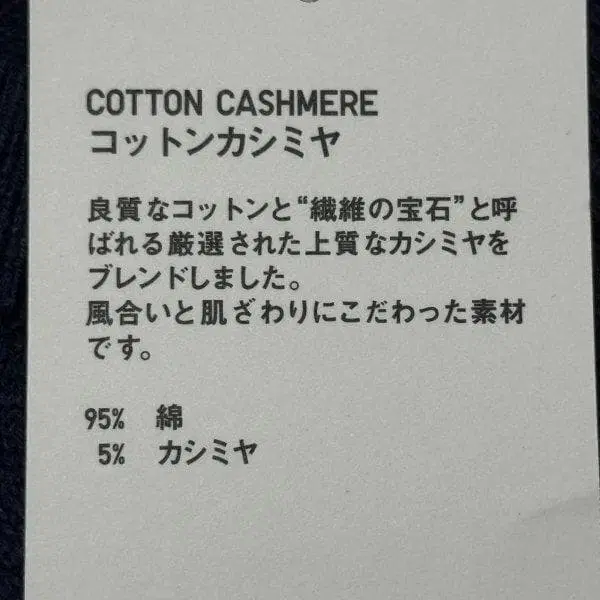 COTTON CASHMERE
コットンカシミヤ
良質なコットンと“繊維の宝石”と呼
ばれる厳選された上質なカシミヤを
ブレンドしました。
風合いと肌ざわりにこだわった素材
です。
95% 綿
5% カシミヤ